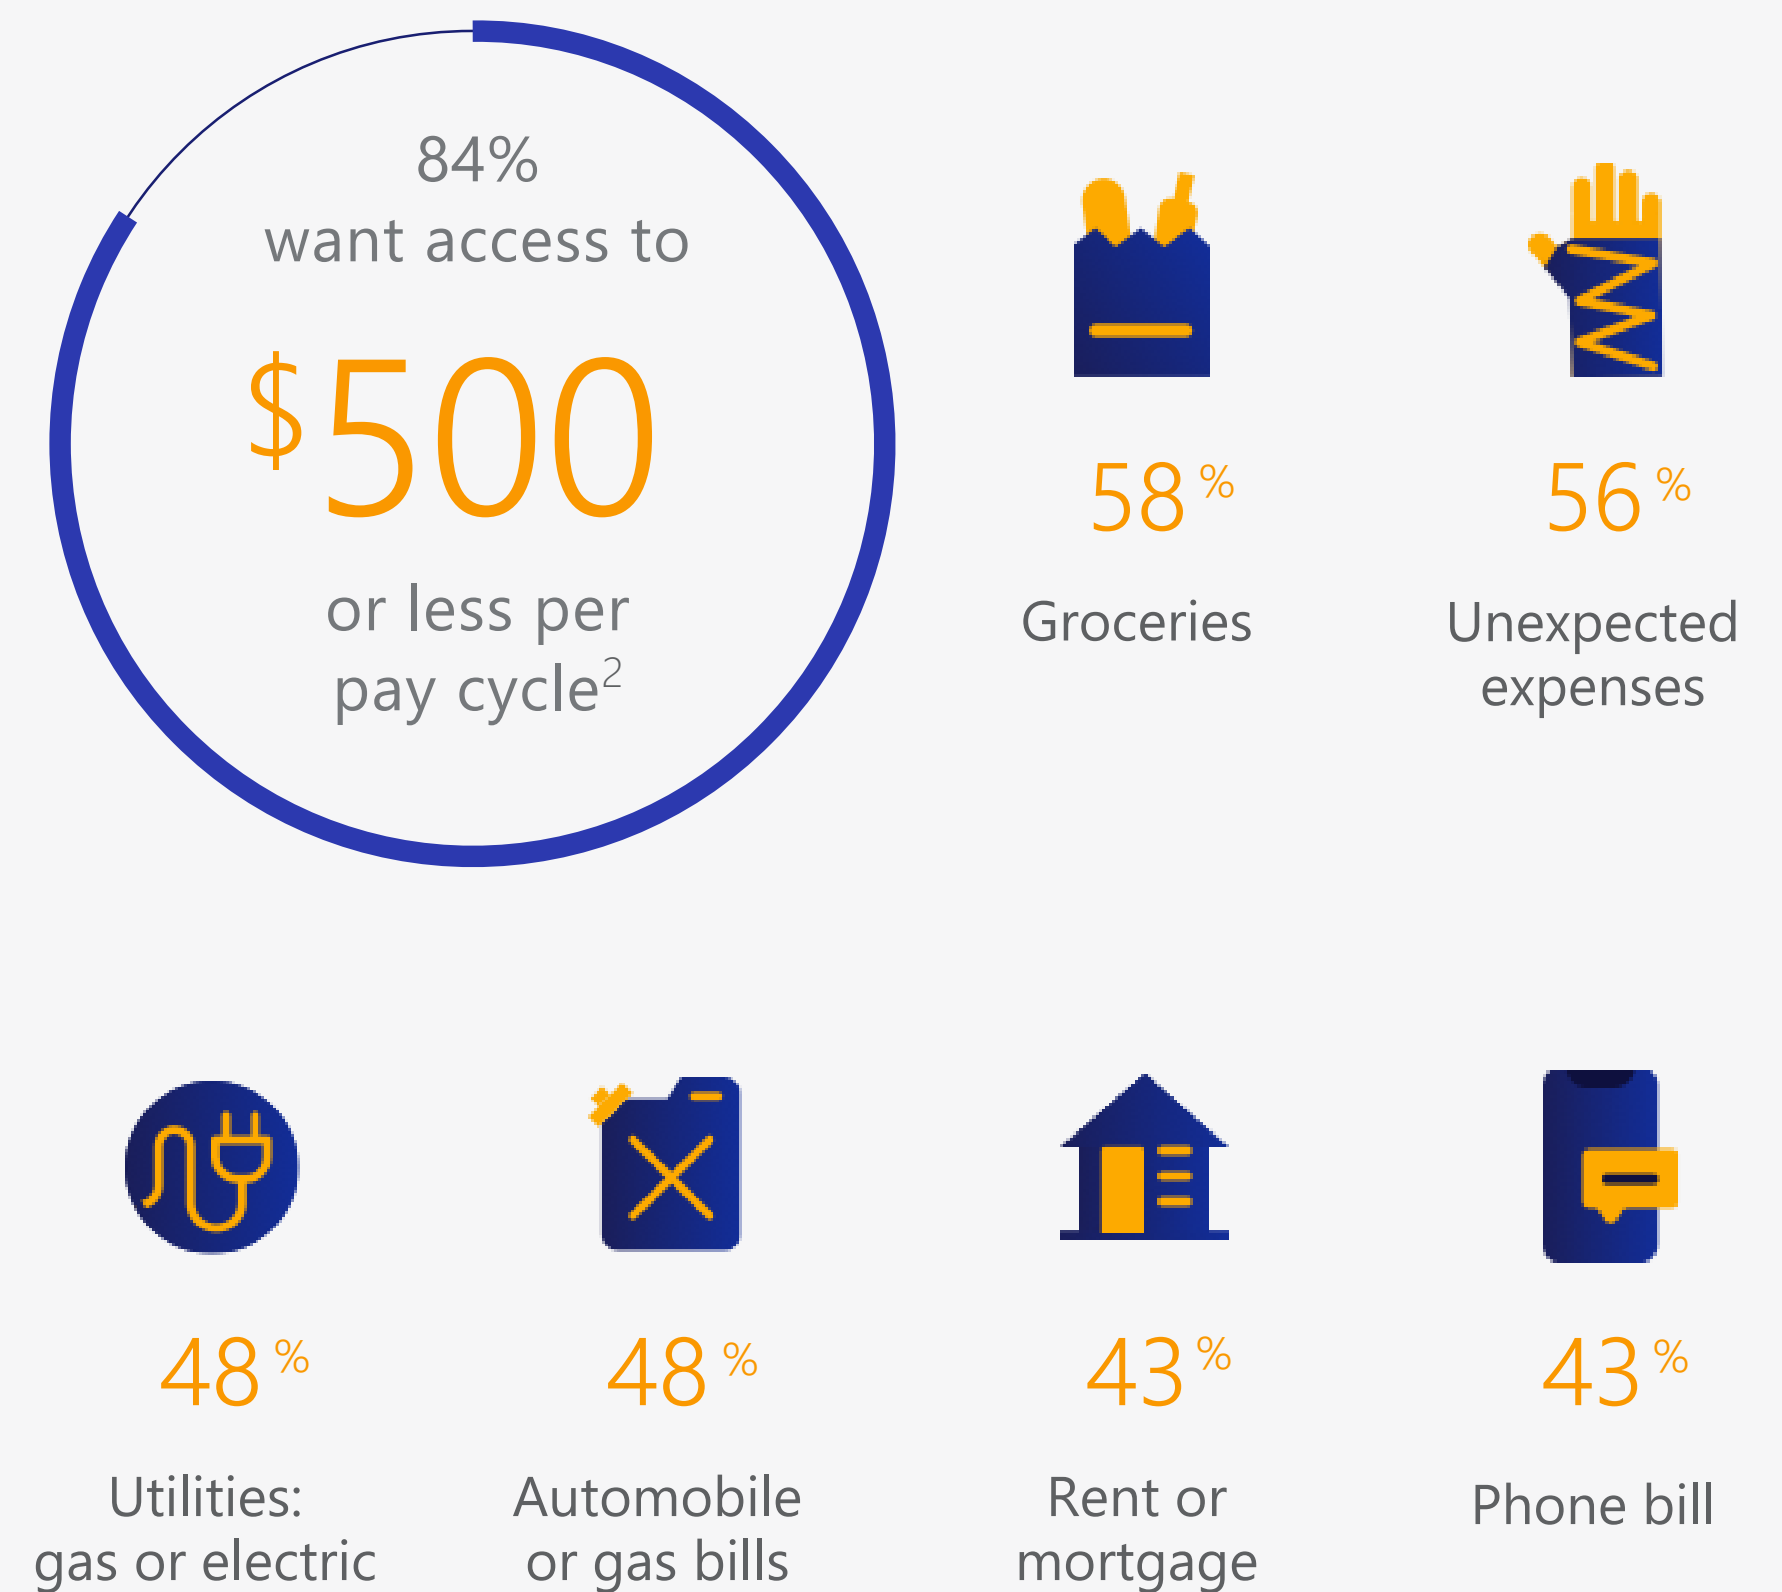 84%
want access to
$500
or less per
pay cycle2
58%
Groceries
56%
Unexpected
expenses
48%
Utilities:
gas or electric
48%
Automobile
or gas bills
43%
Rent or
mortgage
43%
Phone bill